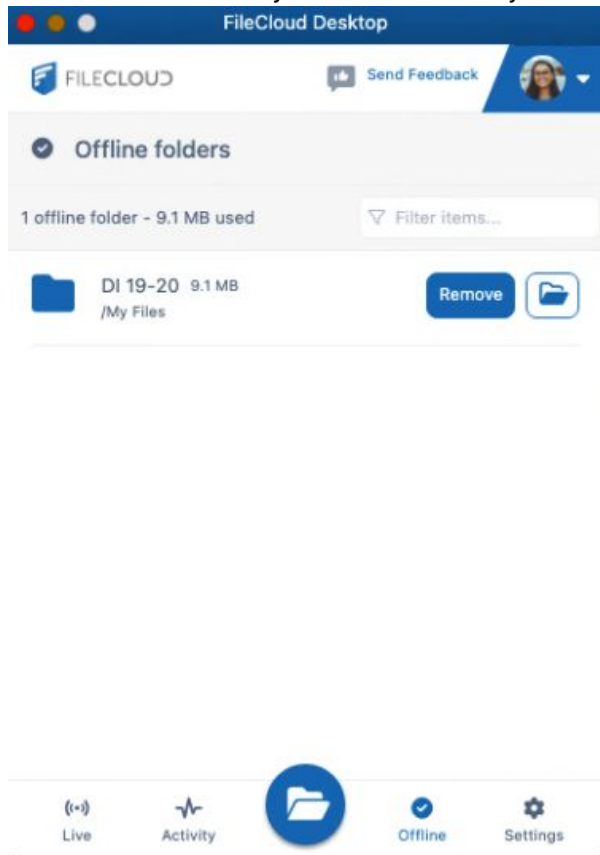 FileCloud Desktop
FILECLOUD
Send Feedback
Offline folders
1 offline folder - 9.1 MB used
Filter items...
DI 19-20 9.1 MB
Remove
/My Files
Live
Activity
Offline
Settings